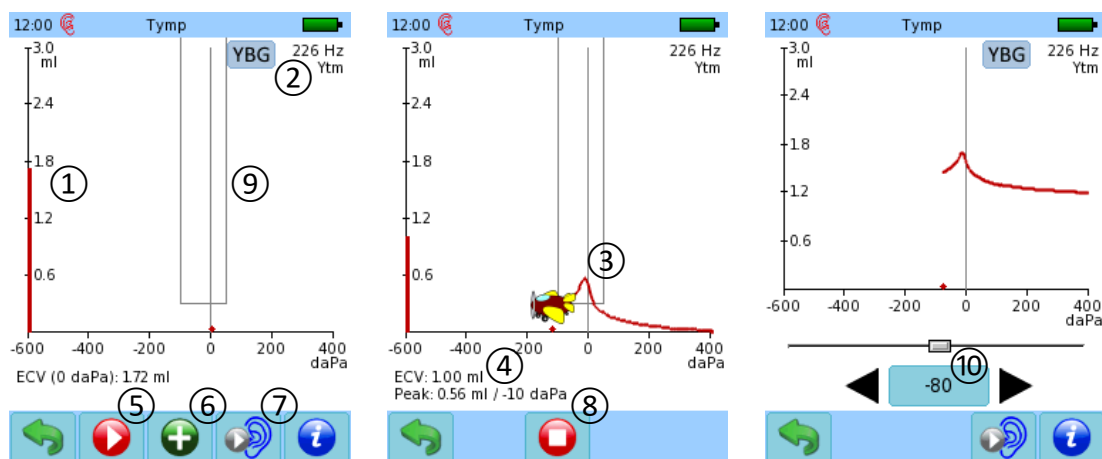 12:00 Tymp
3.0
ml
YBG
226 Hz
Ytm
②
2.4
1.8
①
⑨
1.2
0.6
-600 -400 -200 0 200 400
daPa
ECV (0 daPa): 1.72 ml
⑤ ⑥ ⑦
i
12:00 Tymp
3.0
ml
226 Hz
Ytm
2.4
1.8
1.2
③
0.6
-600 -400 -200 0 200 400
daPa
④
ECV: 1.00 ml
Peak: 0.56 ml / -10 daPa
⑧
12:00 Tymp
3.0
ml
YBG
226 Hz
Ytm
2.4
1.8
1.2
0.6
-600 -400 -200 0 200 400
daPa
⑩
-80
i